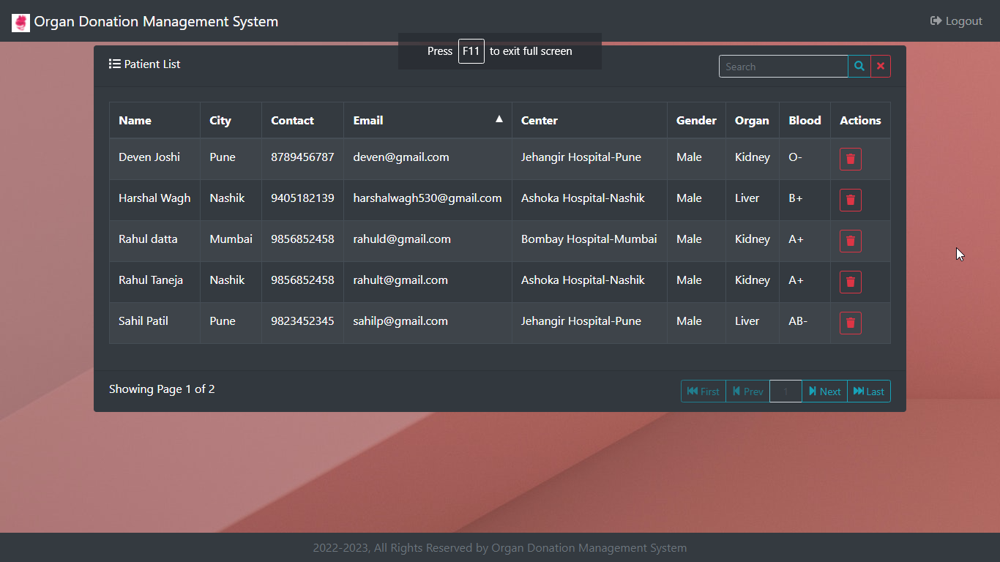 Organ Donation Management System
Logout
Press F11 to exit full screen
Patient List
Search
Name City Contact Email ▲ Center Gender Organ Blood Actions
Deven Joshi Pune 8789456787 deven@gmail.com Jehangir Hospital-Pune Male Kidney O-
Harshal Wagh Nashik 9405182139 harshalwagh530@gmail.com Ashoka Hospital-Nashik Male Liver B+
Rahul datta Mumbai 9856852458 rahuld@gmail.com Bombay Hospital-Mumbai Male Kidney A+
Rahul Taneja Nashik 9856852458 rahult@gmail.com Ashoka Hospital-Nashik Male Kidney A+
Sahil Patil Pune 9823452345 sahilp@gmail.com Jehangir Hospital-Pune Male Liver AB-
Showing Page 1 of 2
First Prev 1 Next Last
2022-2023, All Rights Reserved by Organ Donation Management System